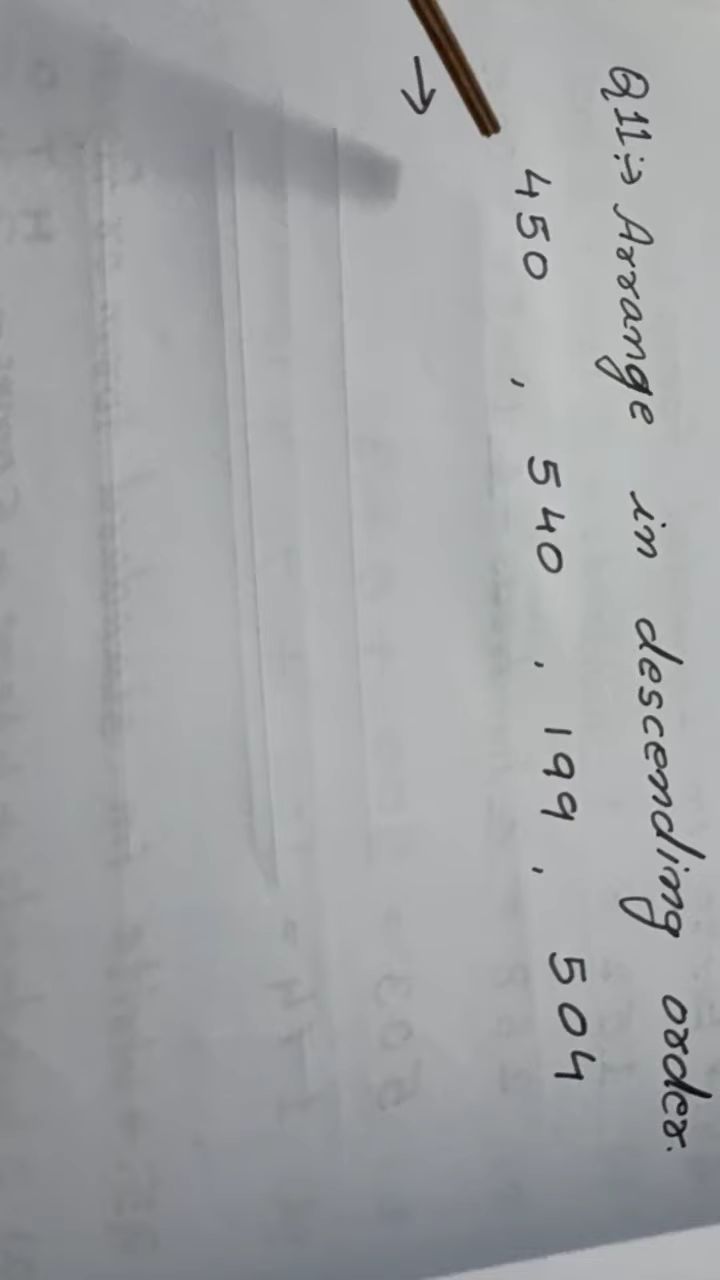 Q11:→ Arrange in descending order.
450 , 540 , 199 , 504
→